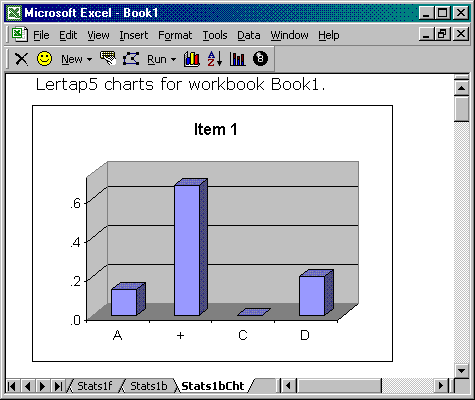 Microsoft Excel - Book1
File Edit View Insert Format Tools Data Window Help
New Run 8
Lertap5 charts for workbook Book1.
Item 1
.6
.4
.2
.0
A + C D
Stats1f Stats1b Stats1bCht